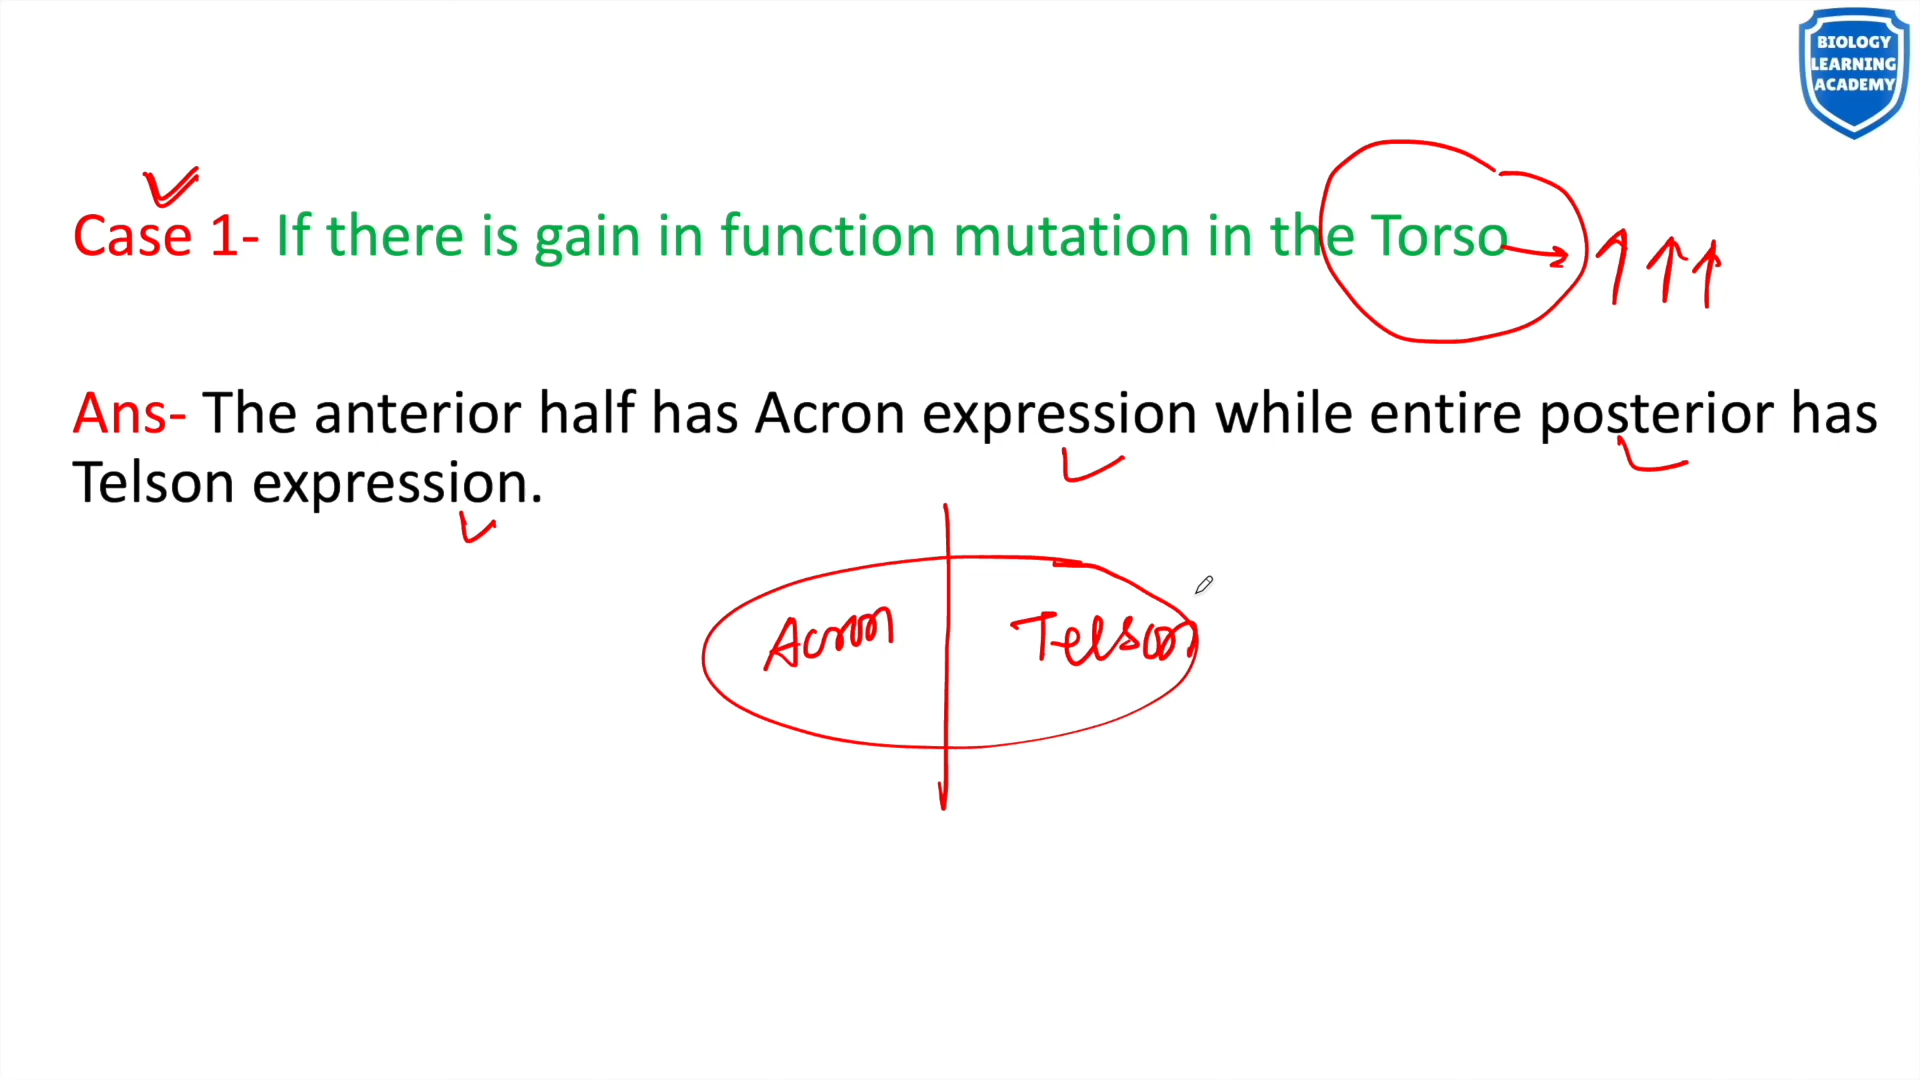 BIOLOGY
LEARNING
ACADEMY
Case 1- If there is gain in function mutation in the Torso
Ans- The anterior half has Acron expression while entire posterior has
Telson expression.
Acron Telson